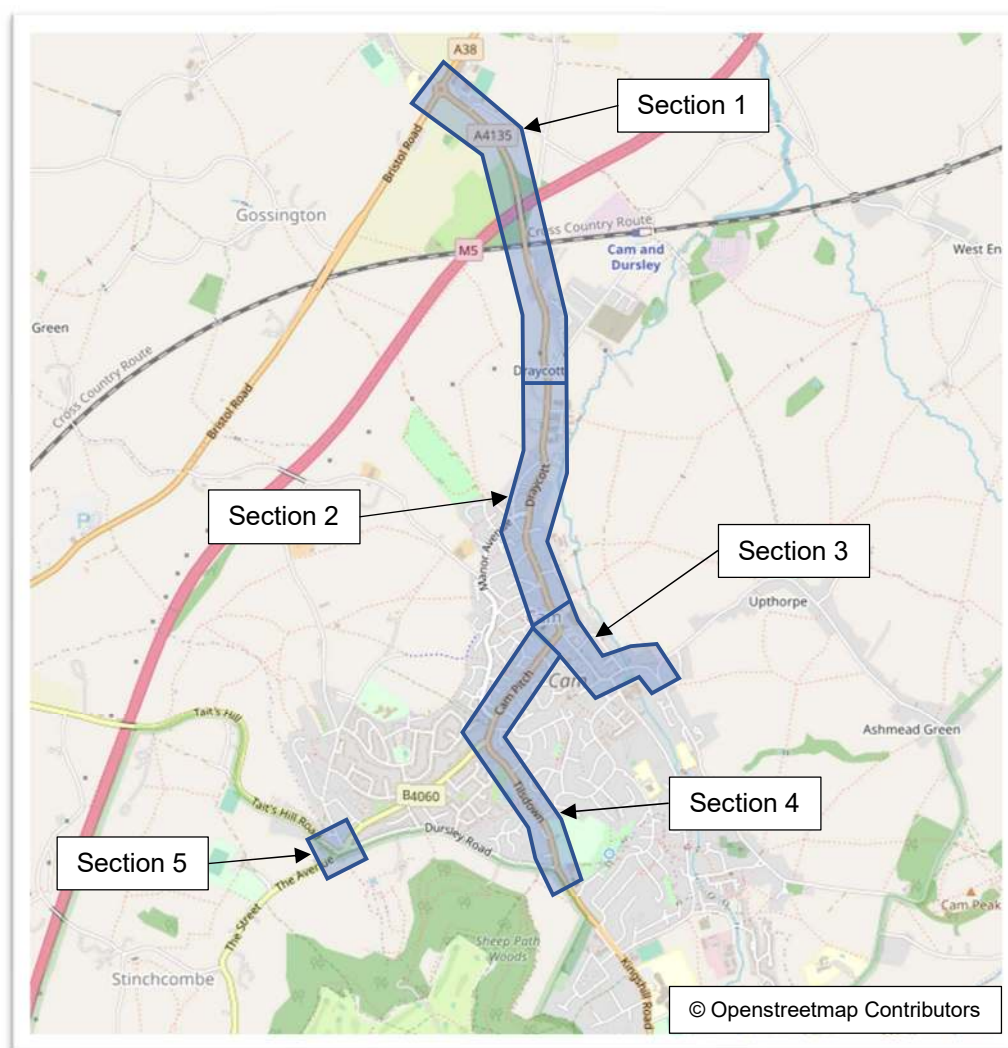 A38
Section 1
A4135
Bristol Road
Gossington
Cross Country Route
M5
Cam and
Dursley
West En
Green
Cross Country Route
Draycott
Bristol Road
Draycott
Section 2
P
Manor Avenue
Section 3
Upthorpe
Cam
Cam
Cam Pitch
Tait's Hill
Ashmead Green
B4060
Tilsdown
Section 4
Tait's Hill Road
Dursley Road
Section 5
The Avenue
Cam Peak
The Street
Sheep Path
Woods
Stinchcombe
Kingshill Road
© Openstreetmap Contributors